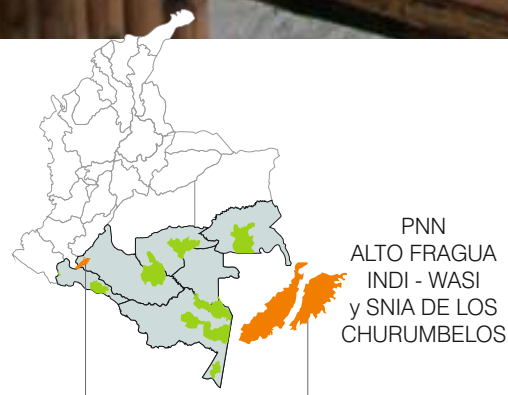 PNN
ALTO FRAGUA
INDI - WASI
y SNIA DE LOS
CHURUMBELOS